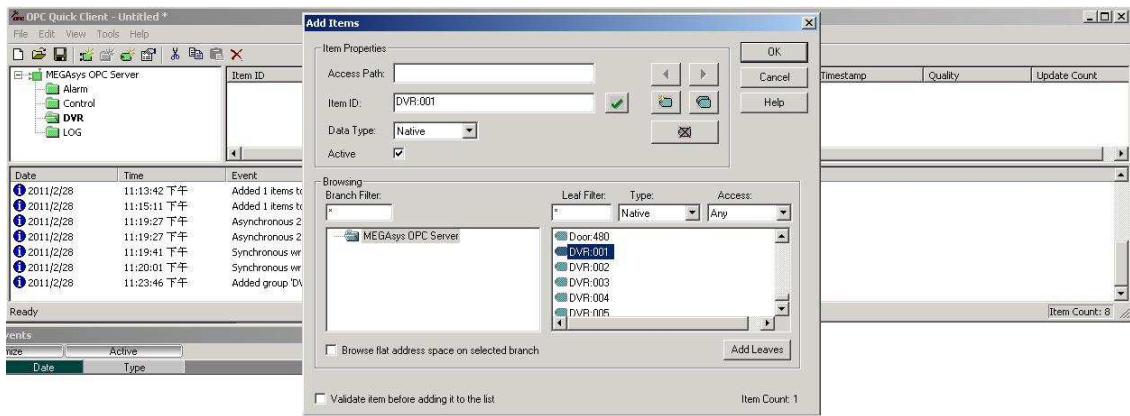 OPC Quick Client - Untitled *
File Edit View Tools Help
MEGAsys OPC Server
Alarm
Control
DVR
LOG
Item ID
Timestamp Quality Update Count
Date Time Event
2011/2/28 11:13:42 下午 Added 1 items to
2011/2/28 11:15:11 下午 Added 1 items to
2011/2/28 11:19:27 下午 Asynchronous 2
2011/2/28 11:19:27 下午 Asynchronous 2
2011/2/28 11:19:41 下午 Synchronous wr
2011/2/28 11:20:01 下午 Synchronous wr
2011/2/28 11:23:46 下午 Added group 'DV
Ready
Item Count: 8
Active
Date Type
Add Items
Item Properties
Access Path:
Item ID: DVR:001
Data Type: Native
Active
OK
Cancel
Help
Browsing
Branch Filter: Leaf Filter: Type: Access:
* * Native Any
MEGAsys OPC Server
Door:480
DVR:001
DVR:002
DVR:003
DVR:004
DVR:005
Browse flat address space on selected branch
Add Leaves
Validate item before adding it to the list
Item Count: 1